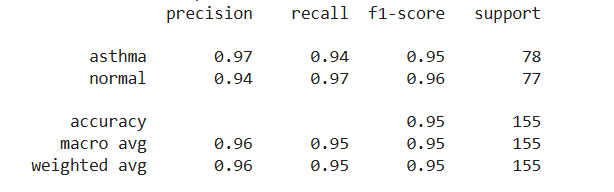 precision recall f1-score support
asthma 0.97 0.94 0.95 78
normal 0.94 0.97 0.96 77
accuracy 0.95 155
macro avg 0.96 0.95 0.95 155
weighted avg 0.96 0.95 0.95 155